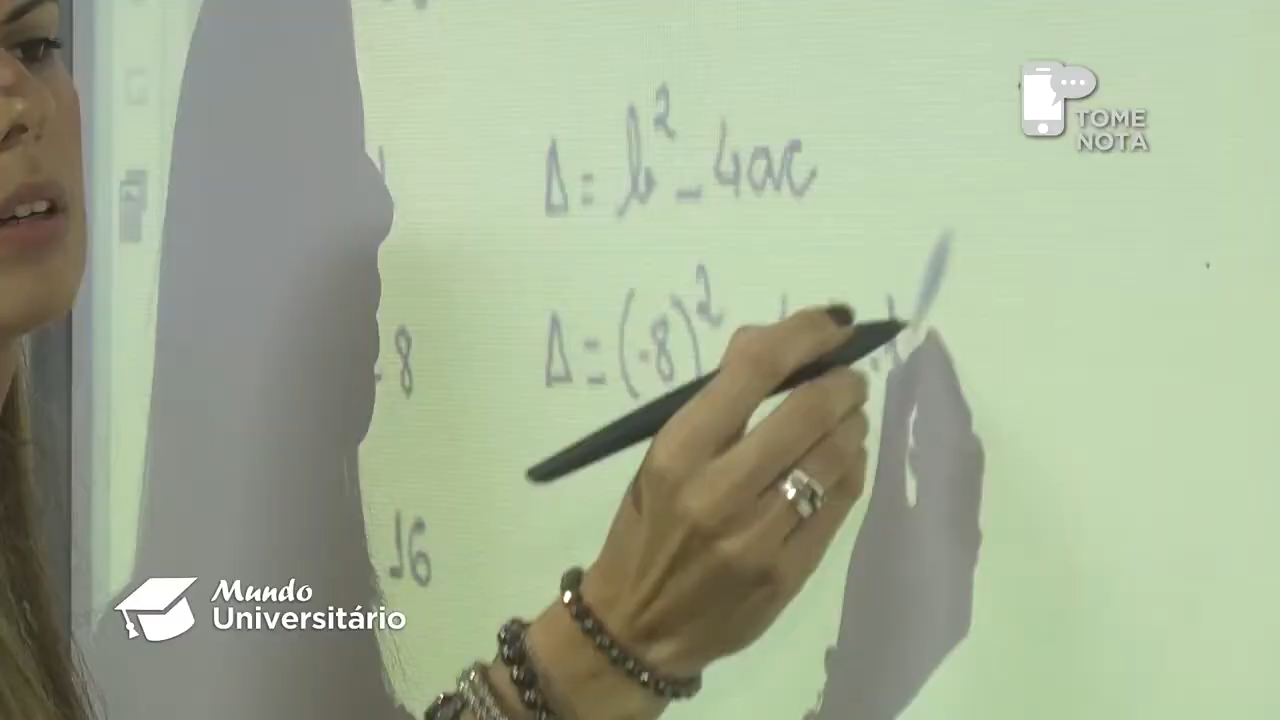 TOME
NOTA
Δ = b² - 4ac
Δ = (-8)²
- 8
16
Mundo
Universitário